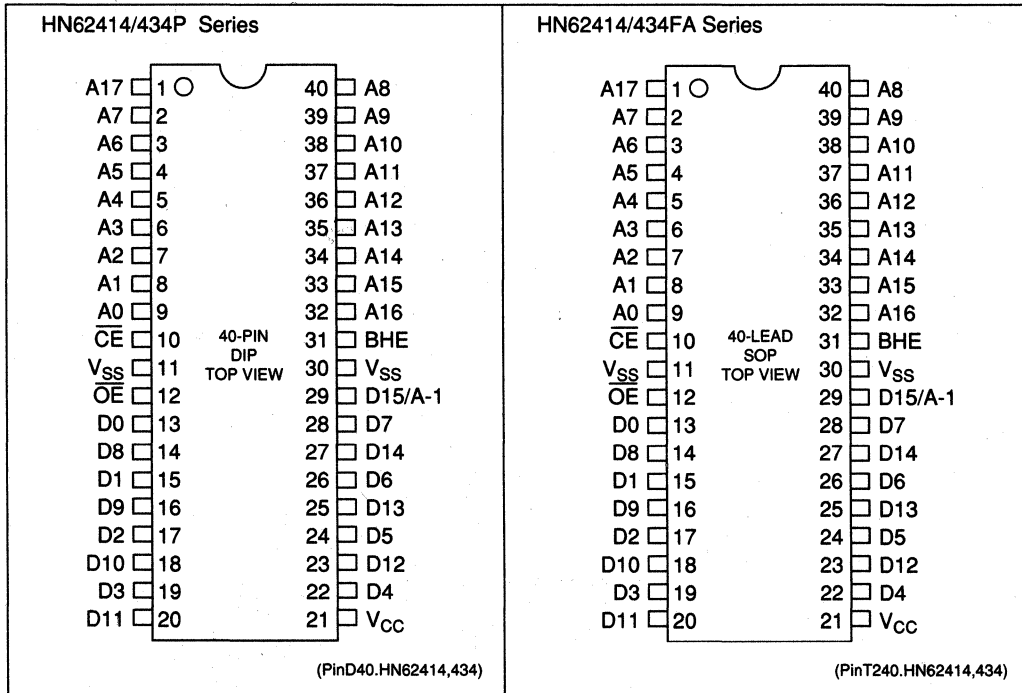 HN62414/434P Series
A17 1 40 A8
A7 2 39 A9
A6 3 38 A10
A5 4 37 A11
A4 5 36 A12
A3 6 35 A13
A2 7 34 A14
A1 8 33 A15
A0 9 32 A16
C̅E̅ 10 40-PIN 31 BHE
DIP
VSS 11 TOP VIEW 30 VSS
O̅E̅ 12 29 D15/A-1
D0 13 28 D7
D8 14 27 D14
D1 15 26 D6
D9 16 25 D13
D2 17 24 D5
D10 18 23 D12
D3 19 22 D4
D11 20 21 VCC
(PinD40.HN62414,434)
HN62414/434FA Series
A17 1 40 A8
A7 2 39 A9
A6 3 38 A10
A5 4 37 A11
A4 5 36 A12
A3 6 35 A13
A2 7 34 A14
A1 8 33 A15
A0 9 32 A16
C̅E̅ 10 40-LEAD 31 BHE
SOP
VSS 11 TOP VIEW 30 VSS
O̅E̅ 12 29 D15/A-1
D0 13 28 D7
D8 14 27 D14
D1 15 26 D6
D9 16 25 D13
D2 17 24 D5
D10 18 23 D12
D3 19 22 D4
D11 20 21 VCC
(PinT240.HN62414,434)